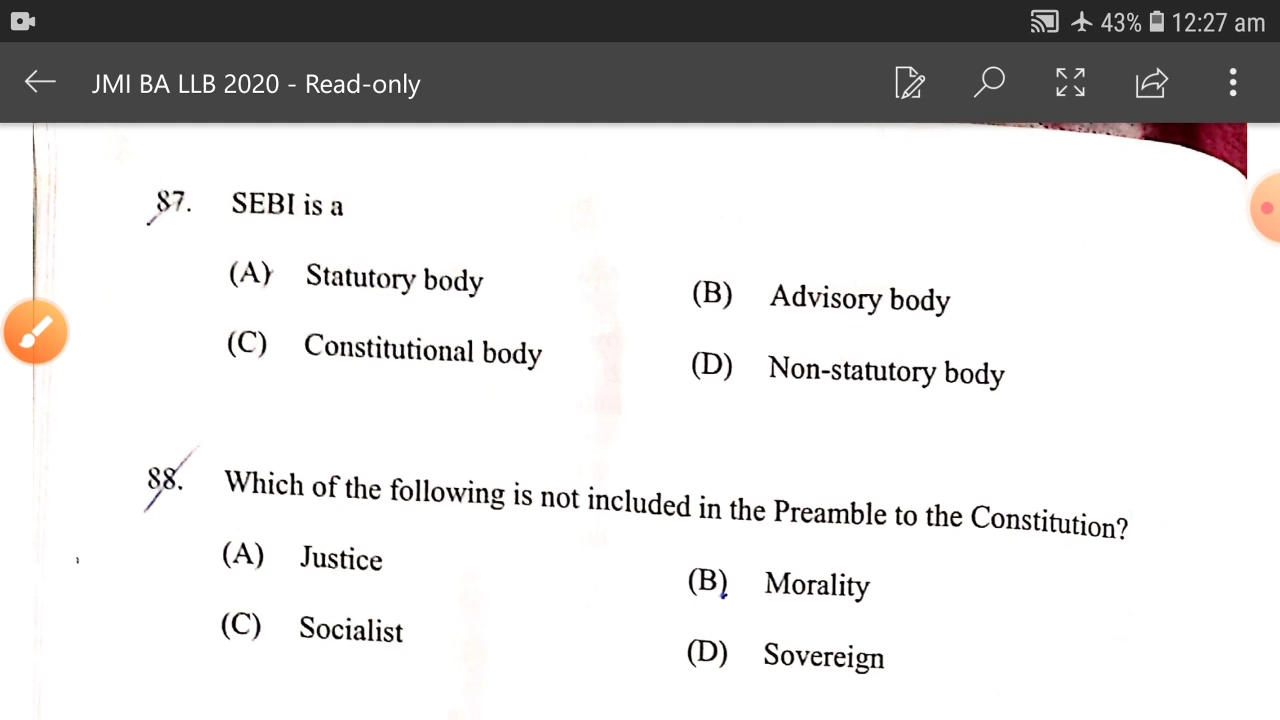 43% 12:27 am
JMI BA LLB 2020 - Read-only
87. SEBI is a
(A) Statutory body
(B) Advisory body
(C) Constitutional body
(D) Non-statutory body
88. Which of the following is not included in the Preamble to the Constitution?
(A) Justice
(B) Morality
(C) Socialist
(D) Sovereign